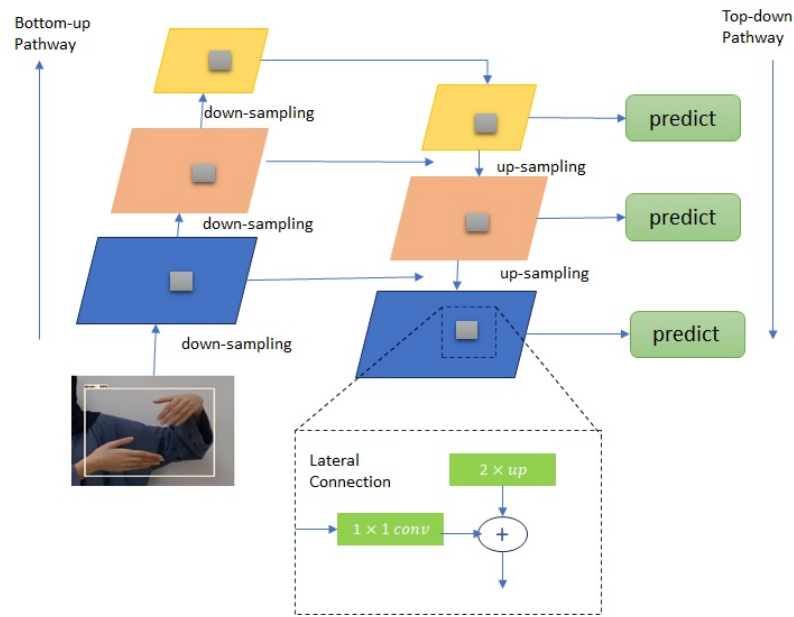 Bottom-up
Pathway
Top-down
Pathway
down-sampling
predict
up-sampling
down-sampling
predict
up-sampling
down-sampling
predict
Lateral
Connection
2 × up
1 × 1 conv
+